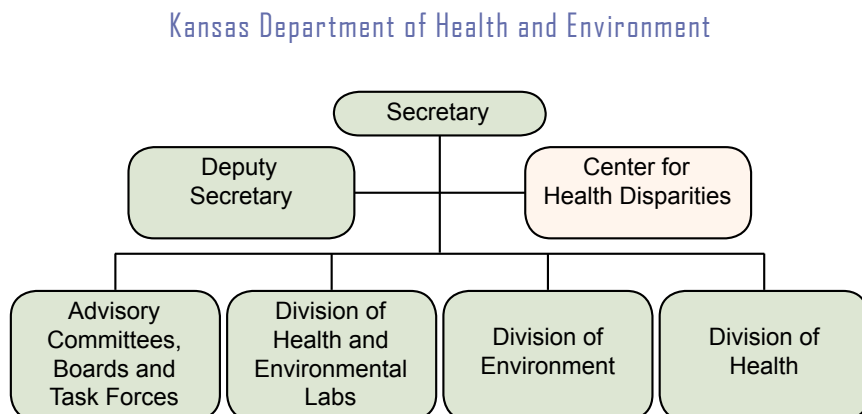 Kansas Department of Health and Environment
Secretary
Deputy
Secretary
Center for
Health Disparities
Advisory
Committees,
Boards and
Task Forces
Division of
Health and
Environmental
Labs
Division of
Environment
Division of
Health